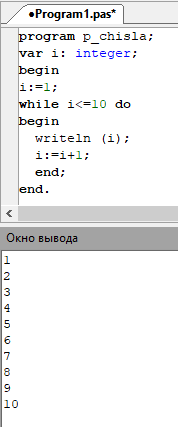 ●Program1.pas*
program p_chisla;
var i: integer;
begin
i:=1;
while i<=10 do
begin
writeln (i);
i:=i+1;
end;
end.
Окно вывода
1
2
3
4
5
6
7
8
9
10